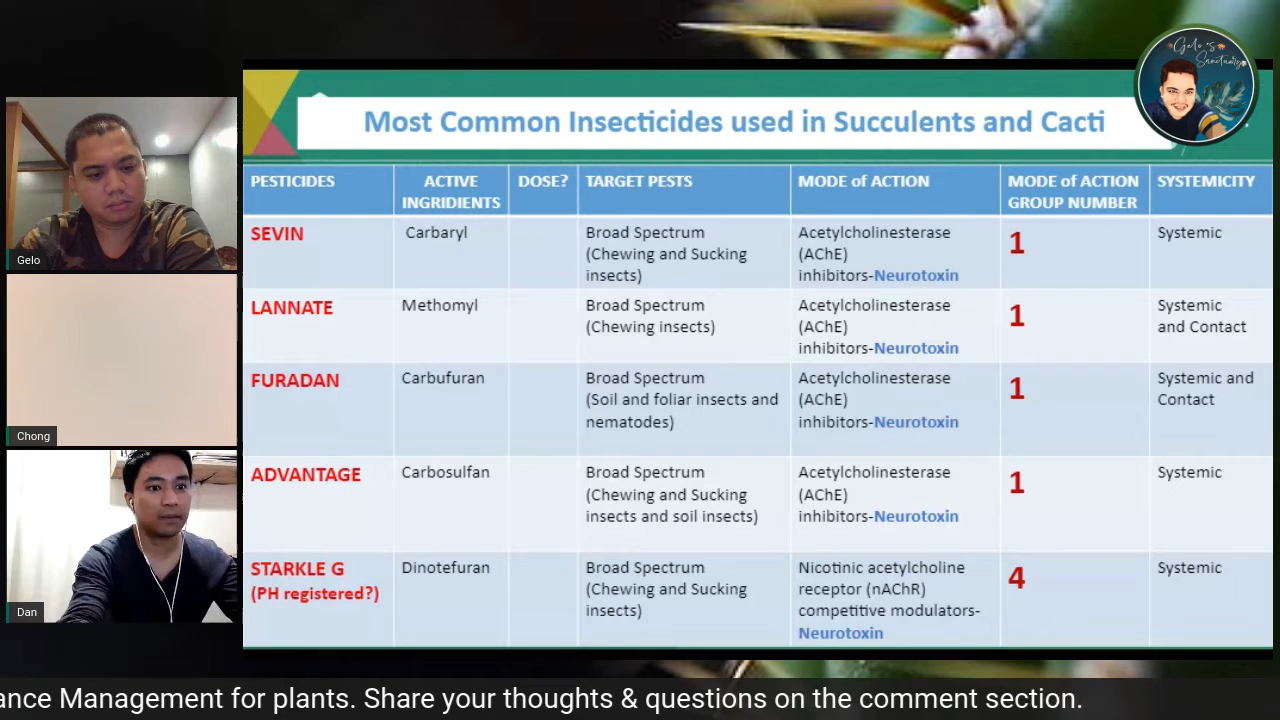 Gelo's
Sanctuary
Most Common Insecticides used in Succulents and Cacti
PESTICIDES
ACTIVE
INGRIDIENTS
DOSE?
TARGET PESTS
MODE of ACTION
MODE of ACTION
GROUP NUMBER
SYSTEMICITY
SEVIN
Carbaryl
Broad Spectrum
(Chewing and Sucking
insects)
Acetylcholinesterase
(AChE)
inhibitors-Neurotoxin
1
Systemic
LANNATE
Methomyl
Broad Spectrum
(Chewing insects)
Acetylcholinesterase
(AChE)
inhibitors-Neurotoxin
1
Systemic
and Contact
FURADAN
Carbufuran
Broad Spectrum
(Soil and foliar insects and
nematodes)
Acetylcholinesterase
(AChE)
inhibitors-Neurotoxin
1
Systemic and
Contact
ADVANTAGE
Carbosulfan
Broad Spectrum
(Chewing and Sucking
insects and soil insects)
Acetylcholinesterase
(AChE)
inhibitors-Neurotoxin
1
Systemic
STARKLE G
(PH registered?)
Dinotefuran
Broad Spectrum
(Chewing and Sucking
insects)
Nicotinic acetylcholine
receptor (nAChR)
competitive modulators-
Neurotoxin
4
Systemic
Gelo
Chong
Dan
ance Management for plants. Share your thoughts & questions on the comment section.